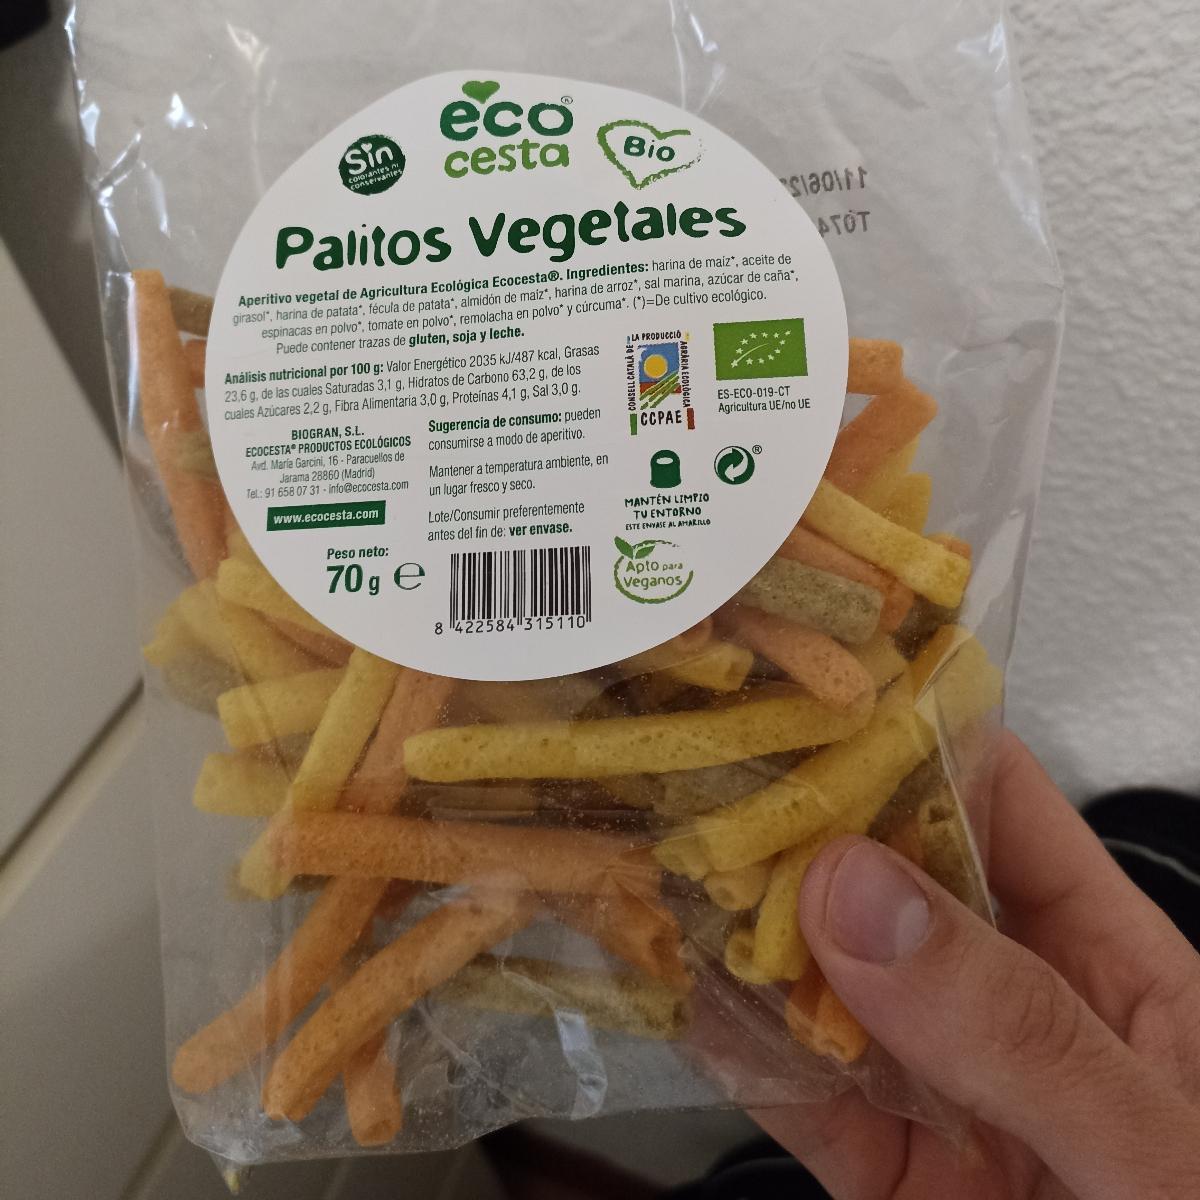 eco®
cesta
Sin
colorantes ni
conservantes
Bio
Palitos Vegetales
Aperitivo vegetal de Agricultura Ecológica Ecocesta®. Ingredientes: harina de maíz*, aceite de
girasol*, harina de patata*, fécula de patata*, almidón de maíz*, harina de arroz*, sal marina, azúcar de caña*,
espinacas en polvo*, tomate en polvo*, remolacha en polvo* y cúrcuma*. (*)=De cultivo ecológico.
Puede contener trazas de gluten, soja y leche.
Análisis nutricional por 100 g: Valor Energético 2035 kJ/487 kcal, Grasas
23,6 g, de las cuales Saturadas 3,1 g, Hidratos de Carbono 63,2 g, de los
cuales Azúcares 2,2 g, Fibra Alimentaria 3,0 g, Proteínas 4,1 g, Sal 3,0 g.
BIOGRAN, S.L.
ECOCESTA® PRODUCTOS ECOLÓGICOS
Avd. María Garcini, 16 - Paracuellos de
Jarama 28860 (Madrid)
Tel.: 91 658 07 31 - info@ecocesta.com
www.ecocesta.com
Sugerencia de consumo: pueden
consumirse a modo de aperitivo.
Mantener a temperatura ambiente, en
un lugar fresco y seco.
Lote/Consumir preferentemente
antes del fin de: ver envase.
Peso neto:
70 g e
8 422584 315110
CONSELL CATALÀ DE LA PRODUCCIÓ AGRÀRIA ECOLÒGICA
CCPAE
ES-ECO-019-CT
Agricultura UE/no UE
®
MANTÉN LIMPIO
TU ENTORNO
ESTE ENVASE AL AMARILLO
Apto para
Veganos
11/06/2
T074